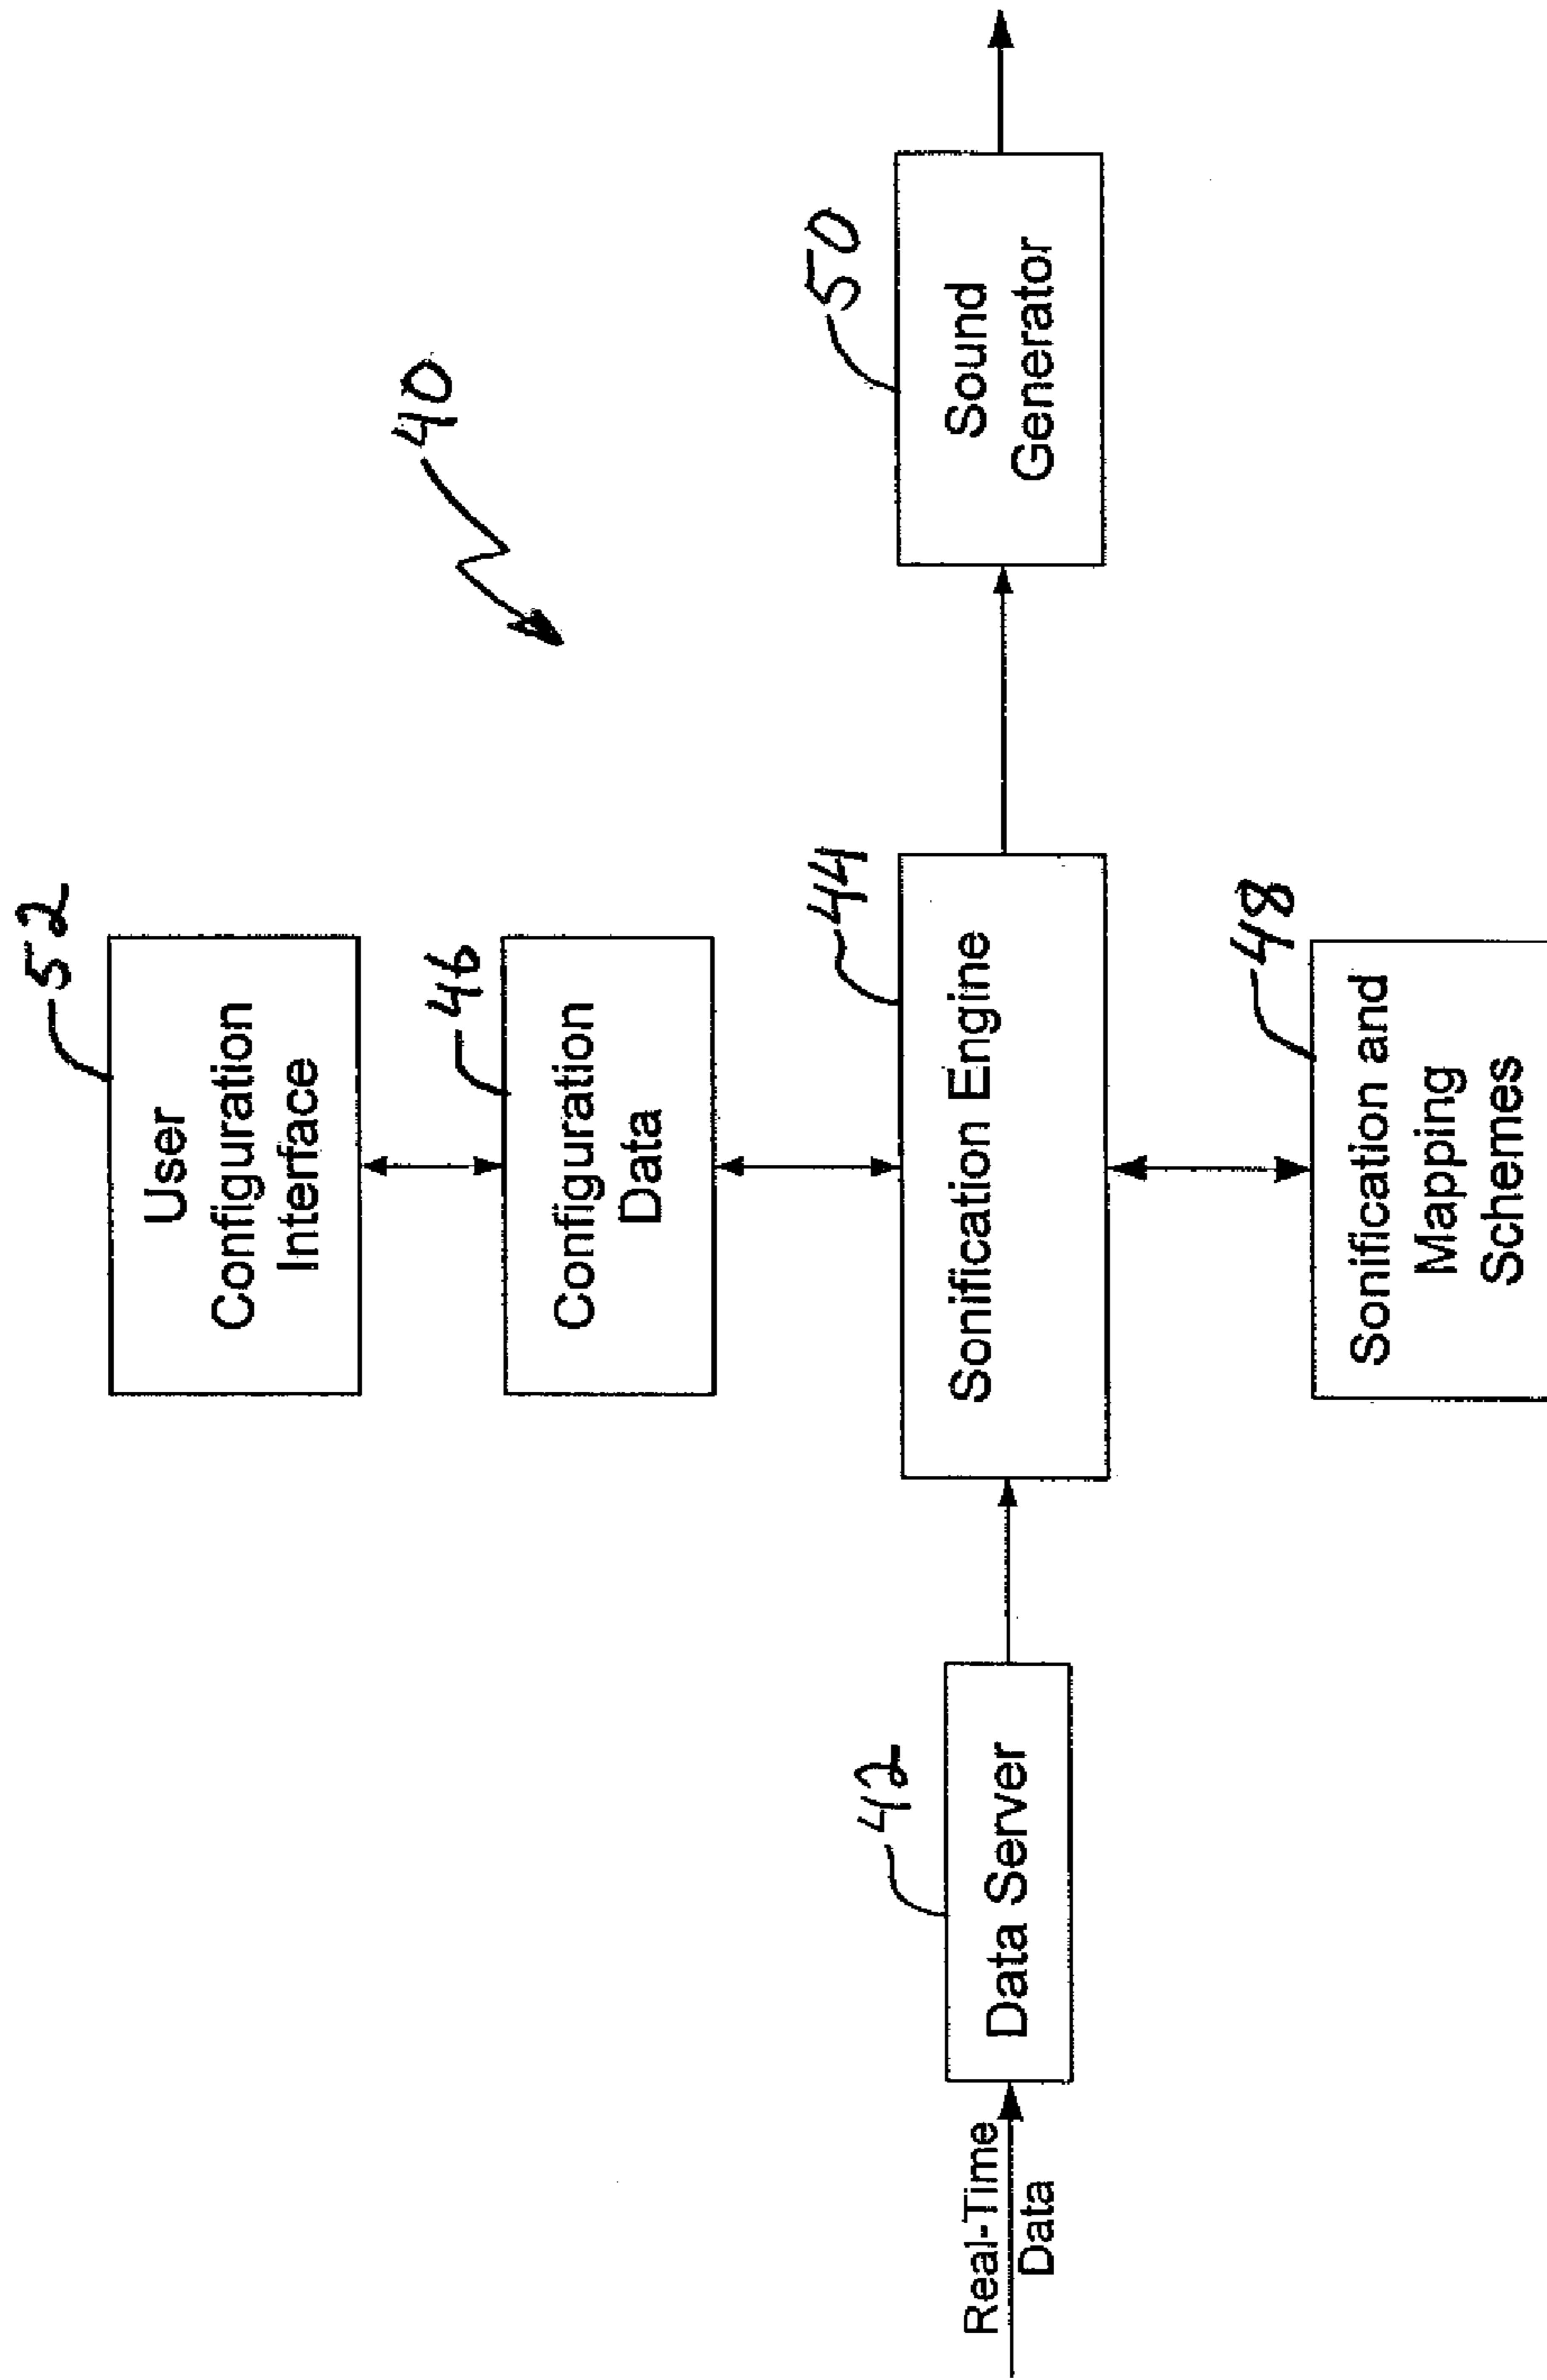 52
User
Configuration
Interface
46
Configuration
Data
40
44
Sonification Engine
50
Sound
Generator
42
Data Server
Real-Time
Data
48
Sonification and
Mapping
Schemes